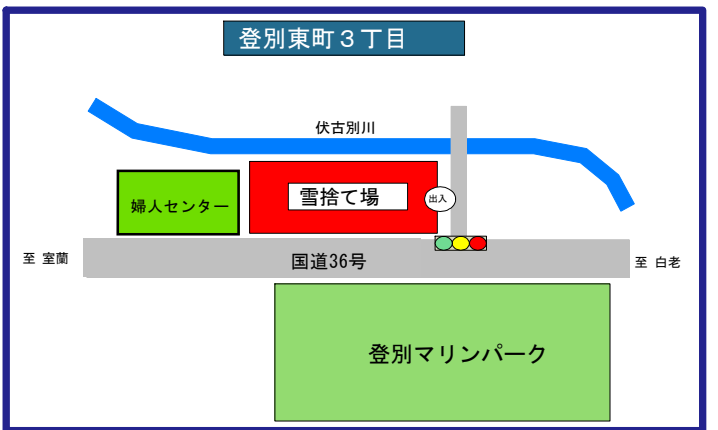 登別東町３丁目
伏古別川
婦人センター
雪捨て場
出入
至 室蘭
国道36号
至 白老
登別マリンパーク